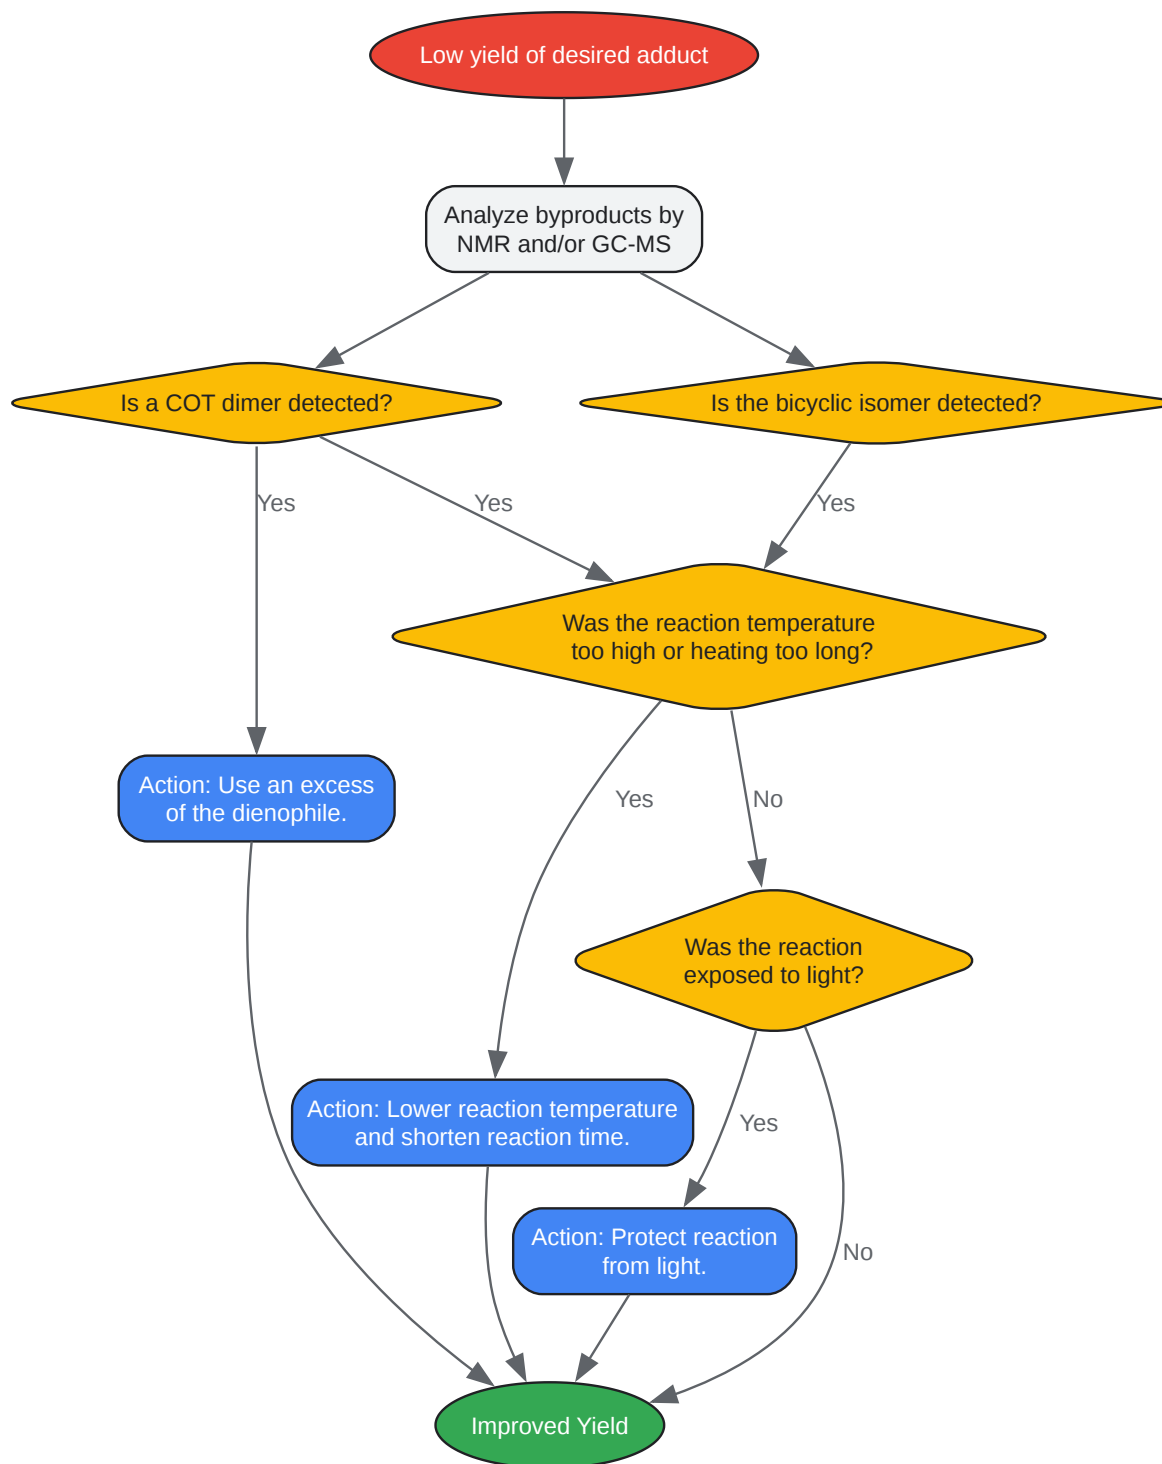 Low yield of desired adduct
Analyze byproducts by
NMR and/or GC-MS
Is a COT dimer detected?
Is the bicyclic isomer detected?
Yes
Yes
Yes
Was the reaction temperature
too high or heating too long?
Action: Use an excess
of the dienophile.
Yes
No
Was the reaction
exposed to light?
Action: Lower reaction temperature
and shorten reaction time.
Yes
Action: Protect reaction
from light.
No
Improved Yield